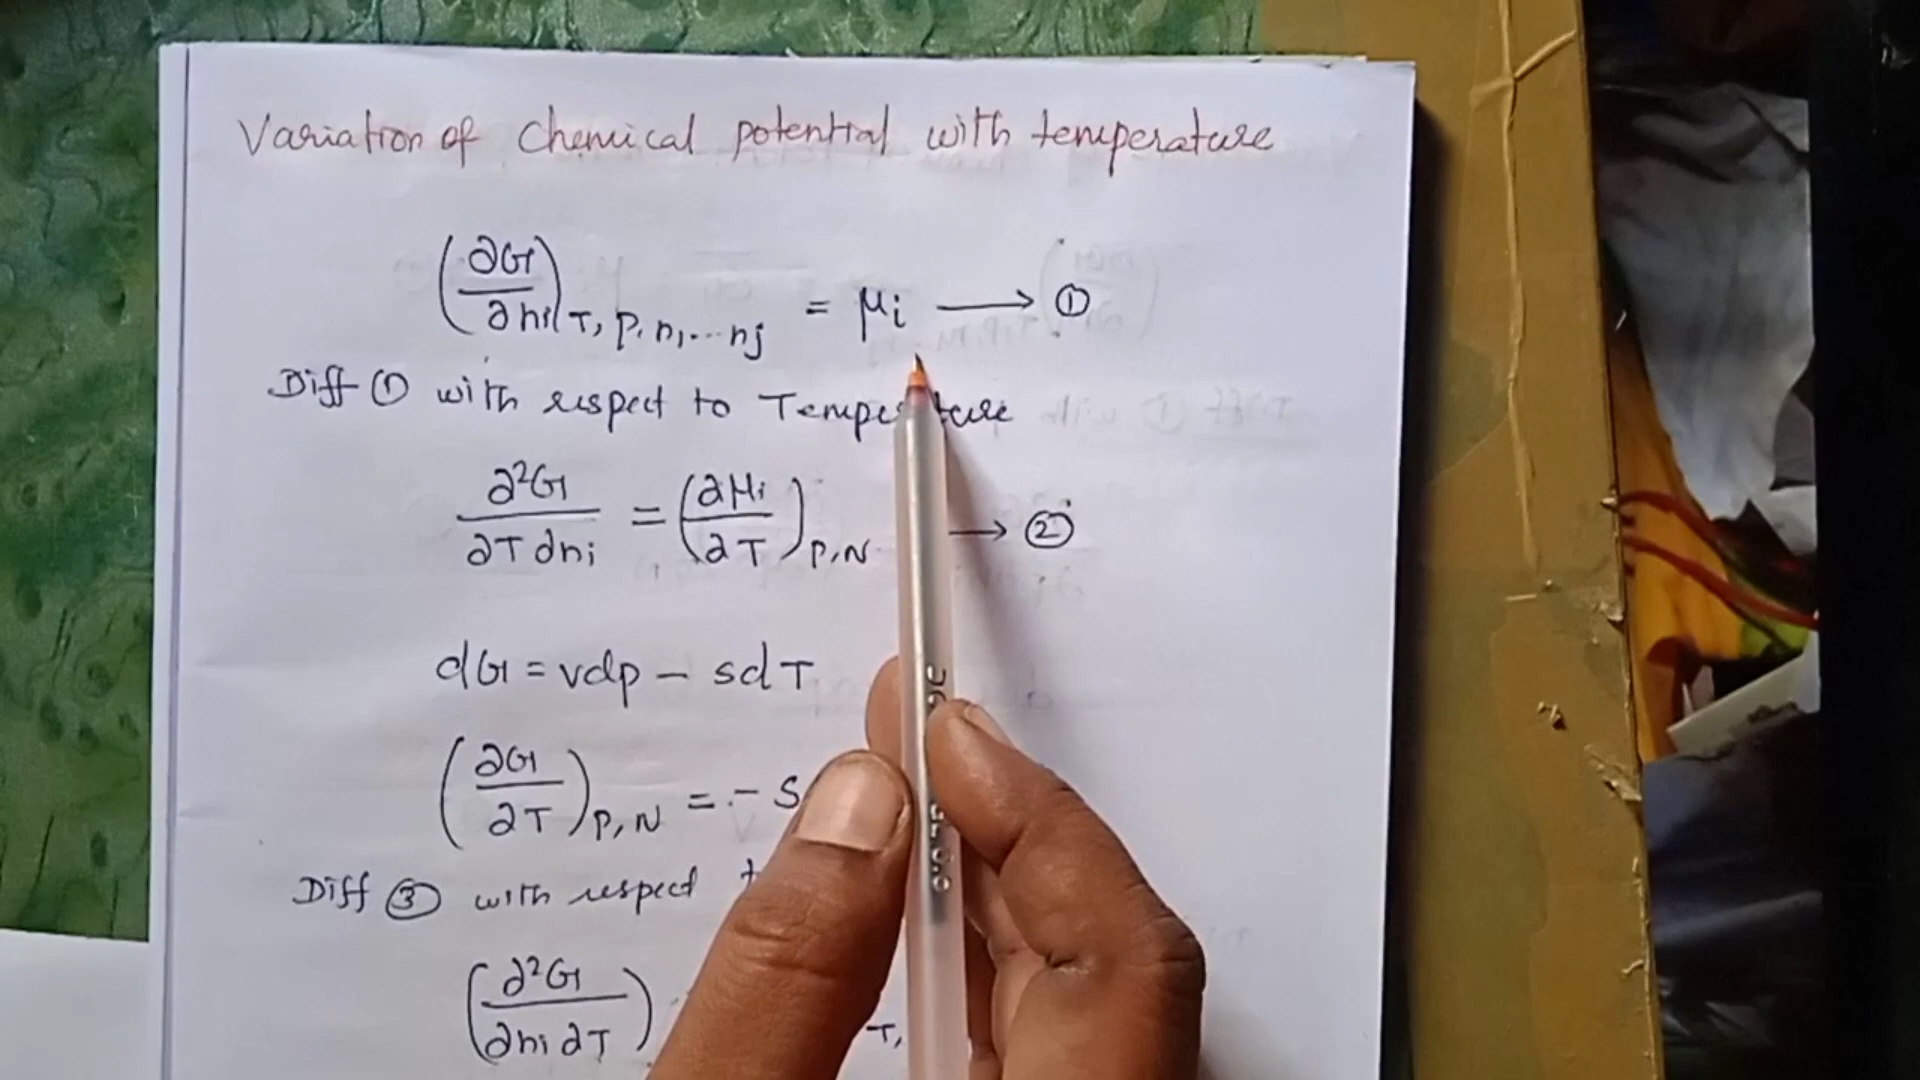 Variation of Chemical potential with temperature
(∂G/∂ni)T, P, n1...nj = μi → ①
Diff ① with respect to Temperature
∂²G/∂T∂ni = (∂μi/∂T)P,N → ②
dG = vdp - sdT
(∂G/∂T)P,N = - S
Diff ③ with respect
(∂²G/∂ni∂T) T,